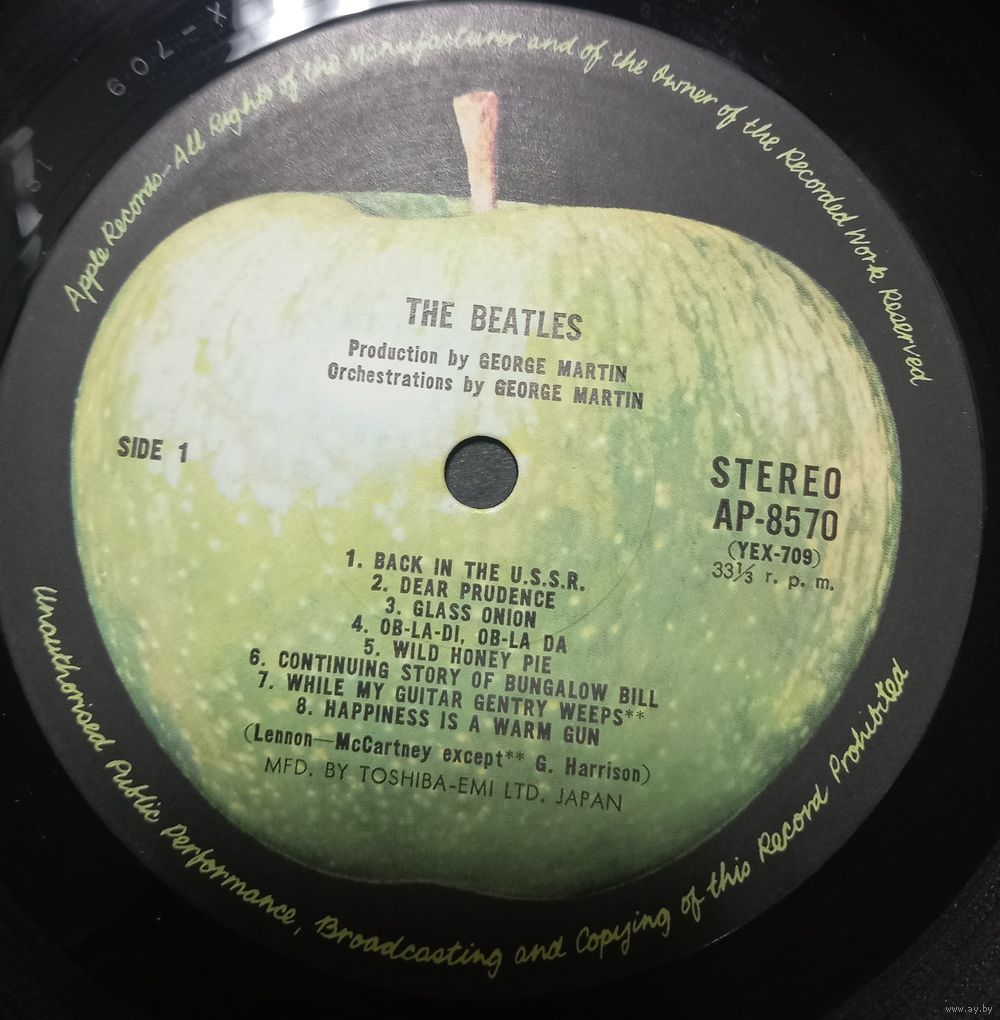 X-709
Apple Records—All Rights of the Manufacturer and of the Owner of the Recorded Work Reserved
THE BEATLES
Production by GEORGE MARTIN
Orchestrations by GEORGE MARTIN
SIDE 1
STEREO
AP-8570
(YEX-709)
33⅓ r. p. m.
1. BACK IN THE U.S.S.R.
2. DEAR PRUDENCE
3. GLASS ONION
4. OB-LA-DI, OB-LA DA
5. WILD HONEY PIE
6. CONTINUING STORY OF BUNGALOW BILL
7. WHILE MY GUITAR GENTRY WEEPS**
8. HAPPINESS IS A WARM GUN
(Lennon—McCartney except** G. Harrison)
MFD. BY TOSHIBA-EMI LTD. JAPAN
Unauthorised Public Performance, Broadcasting and Copying of this Record Prohibited
www.ay.by